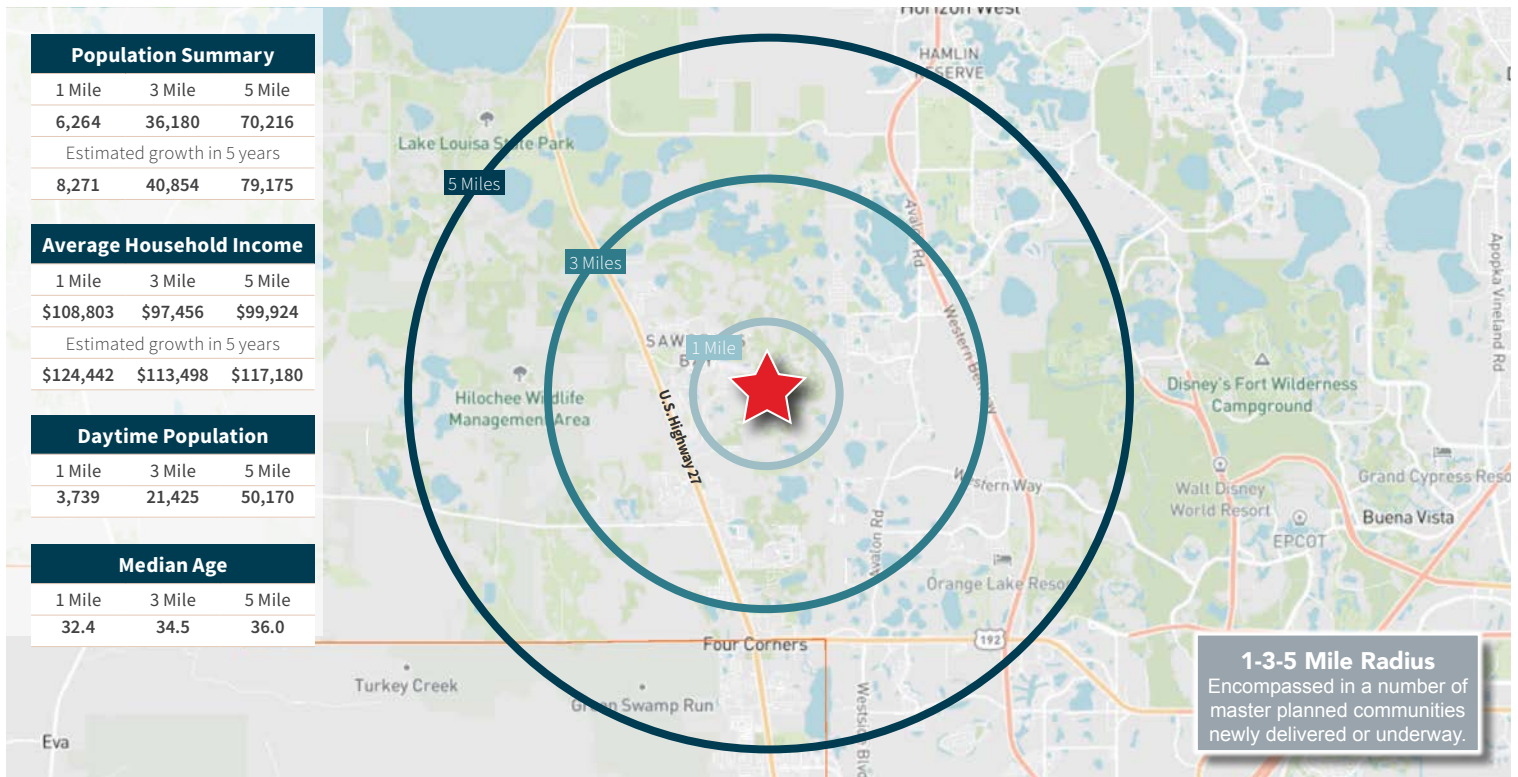 Population Summary
1 Mile 3 Mile 5 Mile
6,264 36,180 70,216
Estimated growth in 5 years
8,271 40,854 79,175
Average Household Income
1 Mile 3 Mile 5 Mile
$108,803 $97,456 $99,924
Estimated growth in 5 years
$124,442 $113,498 $117,180
Daytime Population
1 Mile 3 Mile 5 Mile
3,739 21,425 50,170
Median Age
1 Mile 3 Mile 5 Mile
32.4 34.5 36.0
Horizon West
HAMLIN
RESERVE
Lake Louisa State Park
5 Miles
3 Miles
Avalon Rd
Apopka Vineland Rd
1 Mile
Western Beltway
Hilochee Wildlife
Management Area
U.S. Highway 27
Disney's Fort Wilderness
Campground
Western Way
Grand Cypress Reso
Walt Disney
World Resort
Buena Vista
EPCOT
Avalon Rd
Orange Lake Resor
Four Corners
192
Turkey Creek
Green Swamp Run
Westside Blvd
Eva
1-3-5 Mile Radius
Encompassed in a number of
master planned communities
newly delivered or underway.